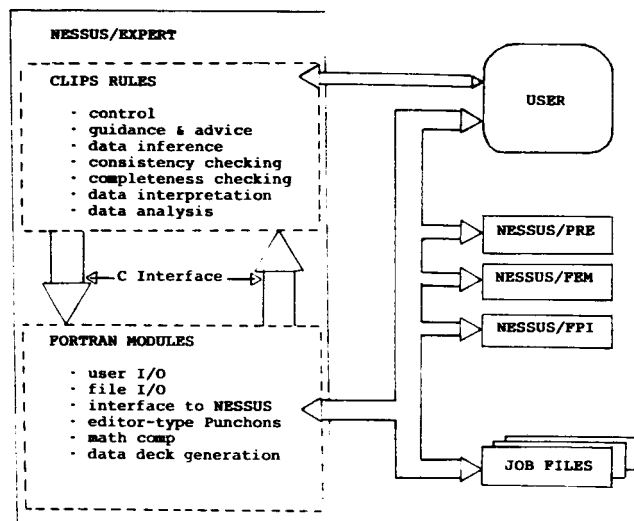 NESSUS/EXPERT
CLIPS RULES
· control
· guidance & advice
· data inference
· consistency checking
· completeness checking
· data interpretation
· data analysis
C Interface
FORTRAN MODULES
· user I/O
· file I/O
· interface to NESSUS
· editor-type Punchons
· math comp
· data deck generation
USER
NESSUS/PRE
NESSUS/FEM
NESSUS/FPI
JOB FILES